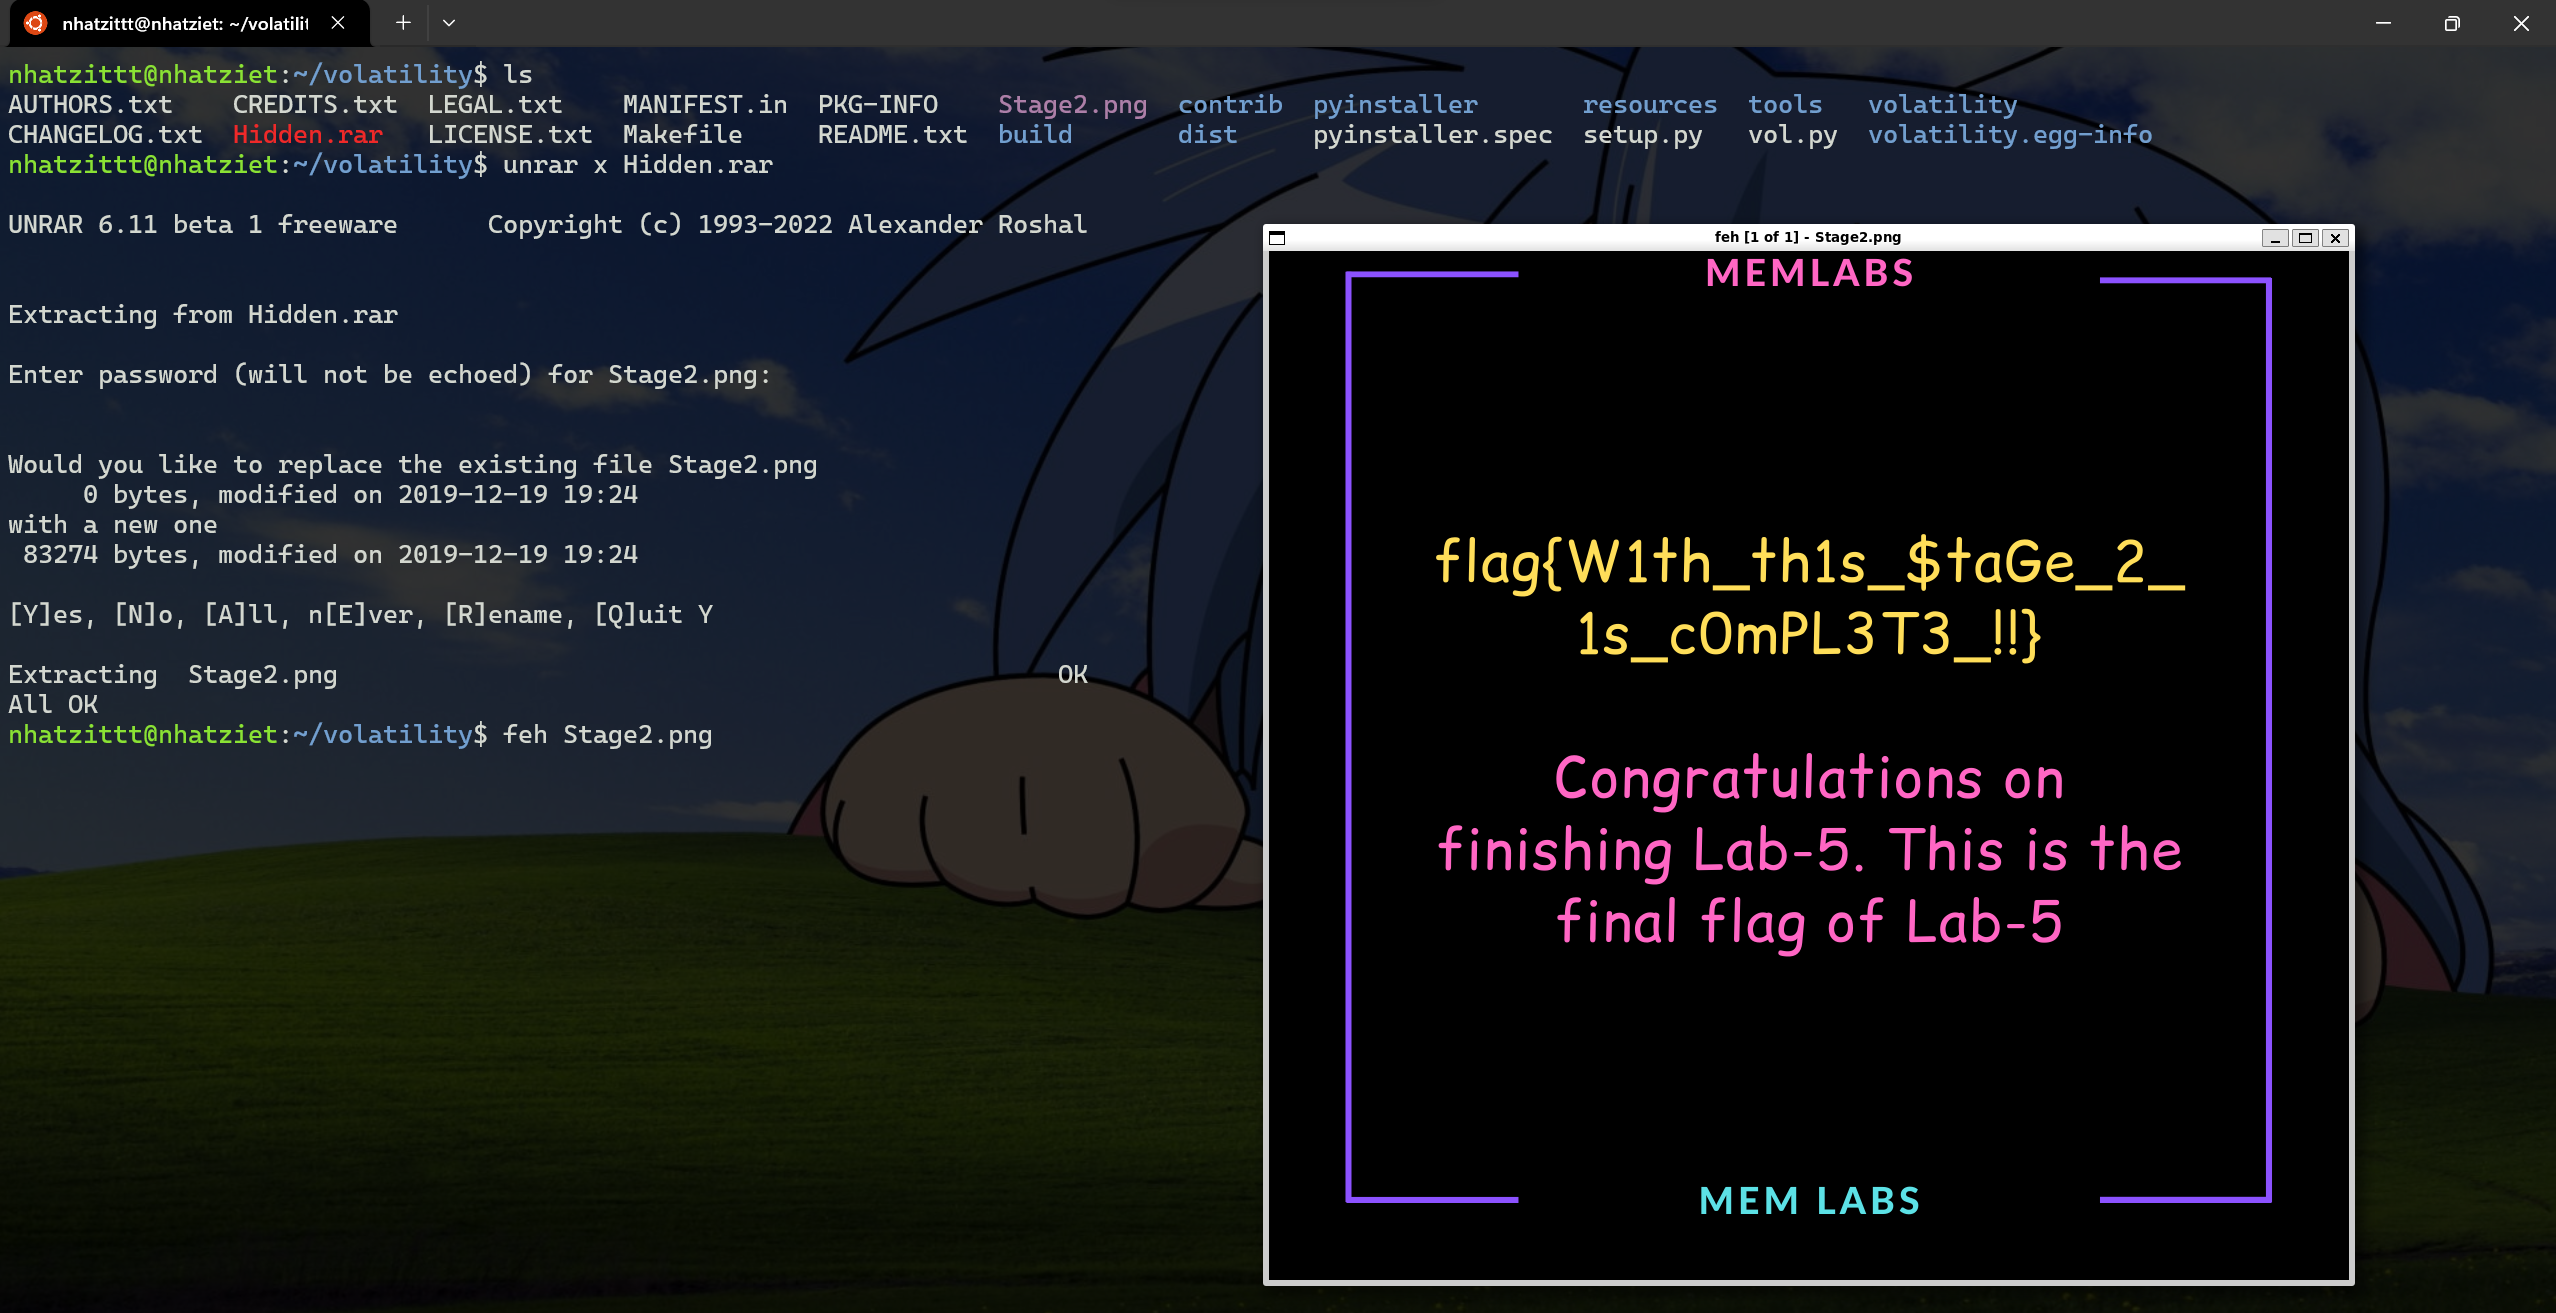 nhatzittt@nhatziet: ~/volatilit
nhatzittt@nhatziet:~/volatility$ ls
AUTHORS.txt CREDITS.txt LEGAL.txt MANIFEST.in PKG-INFO Stage2.png contrib pyinstaller resources tools volatility
CHANGELOG.txt Hidden.rar LICENSE.txt Makefile README.txt build dist pyinstaller.spec setup.py vol.py volatility.egg-info
nhatzittt@nhatziet:~/volatility$ unrar x Hidden.rar
UNRAR 6.11 beta 1 freeware Copyright (c) 1993-2022 Alexander Roshal
Extracting from Hidden.rar
Enter password (will not be echoed) for Stage2.png:
Would you like to replace the existing file Stage2.png
0 bytes, modified on 2019-12-19 19:24
with a new one
83274 bytes, modified on 2019-12-19 19:24
[Y]es, [N]o, [A]ll, n[E]ver, [R]ename, [Q]uit Y
Extracting Stage2.png OK
All OK
nhatzittt@nhatziet:~/volatility$ feh Stage2.png
feh [1 of 1] - Stage2.png
MEMLABS
flag{W1th_th1s_$taGe_2_
1s_c0mPL3T3_!!}
Congratulations on
finishing Lab-5. This is the
final flag of Lab-5
MEM LABS